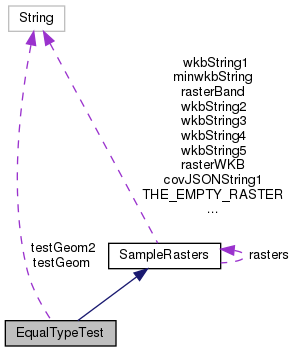 String
wkbString1
minwkbString
rasterBand
wkbString2
wkbString3
wkbString4
wkbString5
rasterWKB
covJSONString1
THE_EMPTY_RASTER
...
testGeom2
testGeom
SampleRasters
rasters
EqualTypeTest